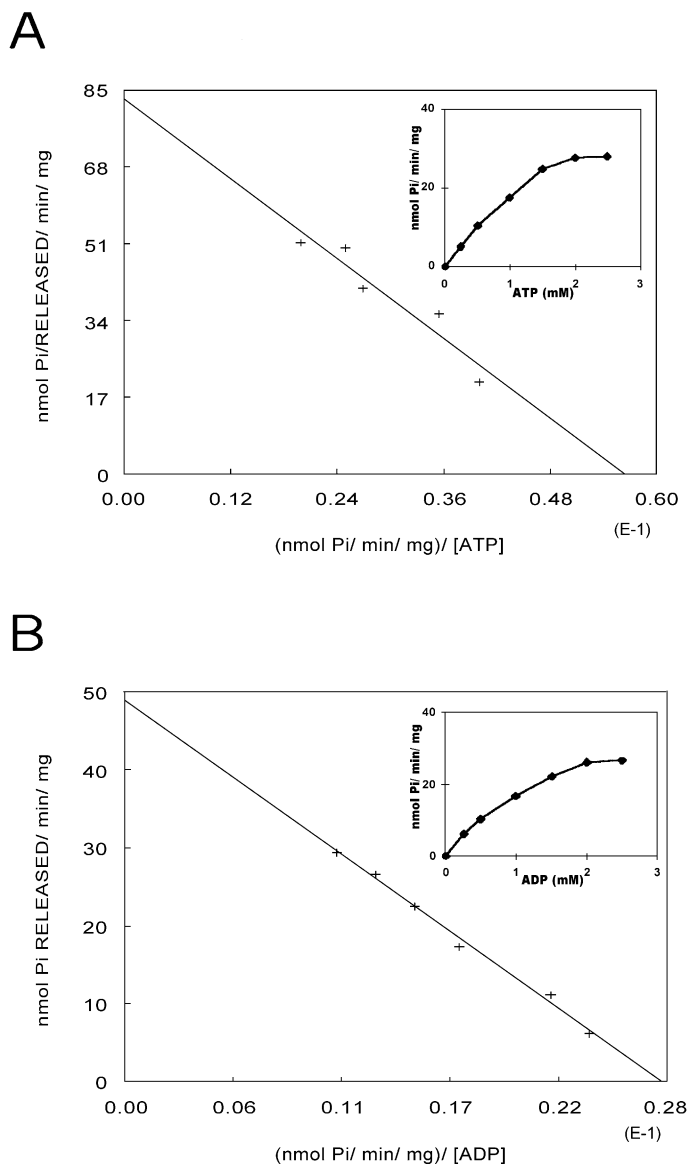 A
nmol Pi/RELEASED/ min/ mg
85
68
51
34
17
0
0.00 0.12 0.24 0.36 0.48 0.60
(E-1)
(nmol Pi/ min/ mg)/ [ATP]
nmol Pi/ min/ mg
40
20
0
0 1 2 3
ATP (mM)
B
nmol Pi RELEASED/ min/ mg
50
40
30
20
10
0
0.00 0.06 0.11 0.17 0.22 0.28
(E-1)
(nmol Pi/ min/ mg)/ [ADP]
nmol Pi/ min/ mg
40
20
0
0 1 2 3
ADP (mM)